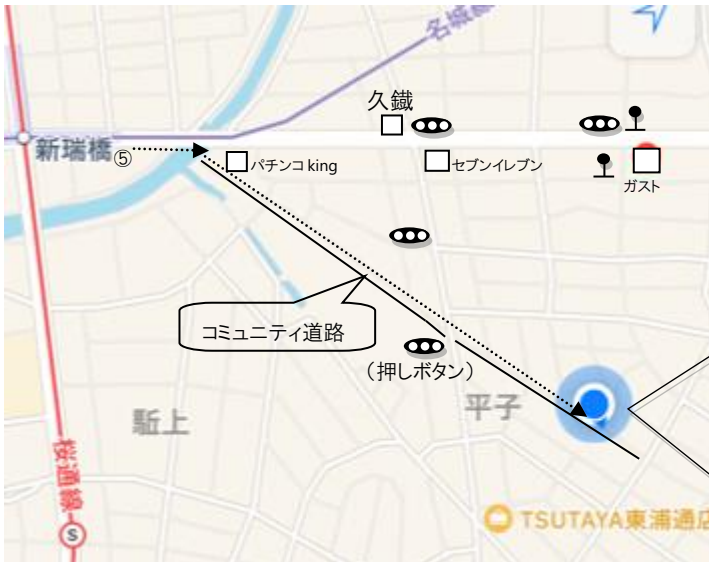 名城線
久鐡
新瑞橋
⑤
パチンコ king
セブンイレブン
ガスト
コミュニティ道路
（押しボタン）
平子
駈上
桜通線
S
TSUTAYA東浦通店